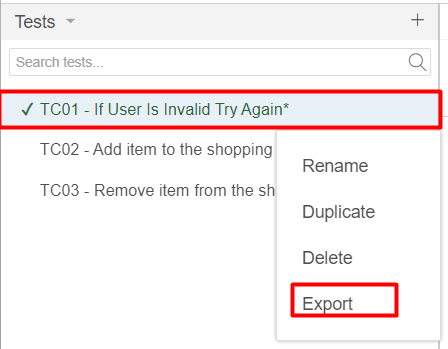 Tests
Search tests...
✓ TC01 - If User Is Invalid Try Again*
TC02 - Add item to the shopping
TC03 - Remove item from the sh
Rename
Duplicate
Delete
Export